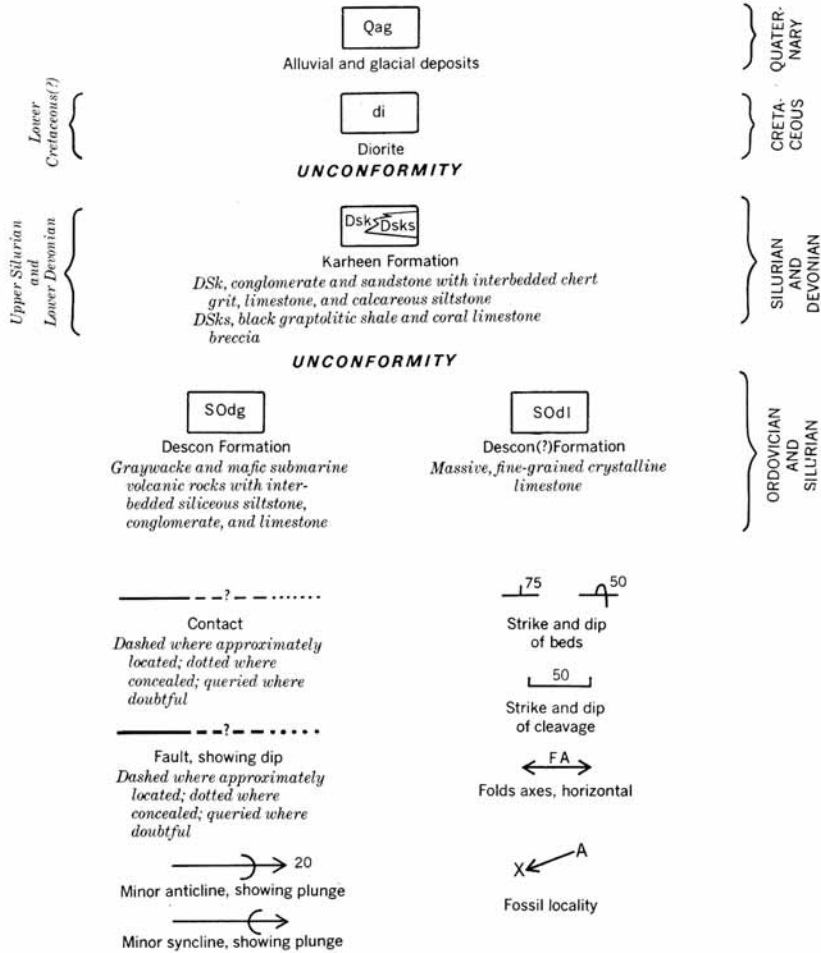 Qag
Alluvial and glacial deposits
QUATER-
NARY
Lower
Cretaceous(?)
di
Diorite
CRETA-
CEOUS
UNCONFORMITY
Upper Silurian
and
Lower Devonian
Dsk Dsks
Karheen Formation
DSk, conglomerate and sandstone with interbedded chert
grit, limestone, and calcareous siltstone
DSks, black graptolitic shale and coral limestone
breccia
SILURIAN
AND
DEVONIAN
UNCONFORMITY
SOdg
Descon Formation
Graywacke and mafic submarine
volcanic rocks with inter-
bedded siliceous siltstone,
conglomerate, and limestone
SOdl
Descon(?)Formation
Massive, fine-grained crystalline
limestone
ORDOVICIAN
AND
SILURIAN
?
Contact
Dashed where approximately
located; dotted where
concealed; queried where
doubtful
?
Fault, showing dip
Dashed where approximately
located; dotted where
concealed; queried where
doubtful
20
Minor anticline, showing plunge
Minor syncline, showing plunge
75 50
Strike and dip
of beds
50
Strike and dip
of cleavage
FA
Folds axes, horizontal
X A
Fossil locality